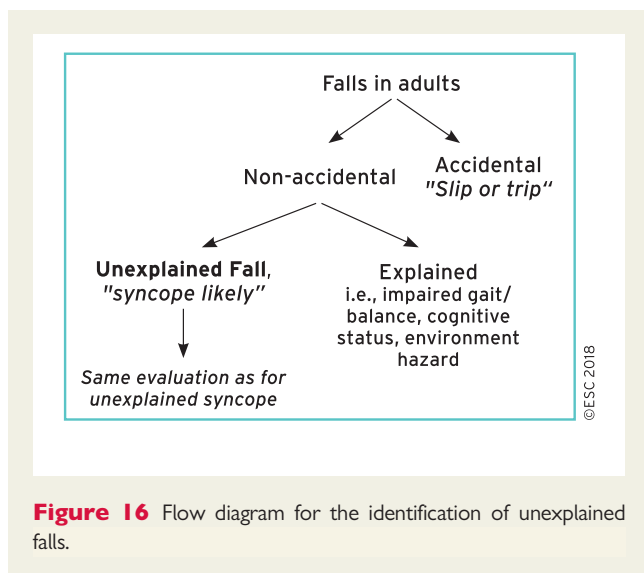 Falls in adults
Non-accidental
Accidental
"Slip or trip“
Unexplained Fall,
"syncope likely"
Explained
i.e., impaired gait/
balance, cognitive
status, environment
hazard
Same evaluation as for
unexplained syncope
©ESC 2018
Figure 16 Flow diagram for the identification of unexplained
falls.